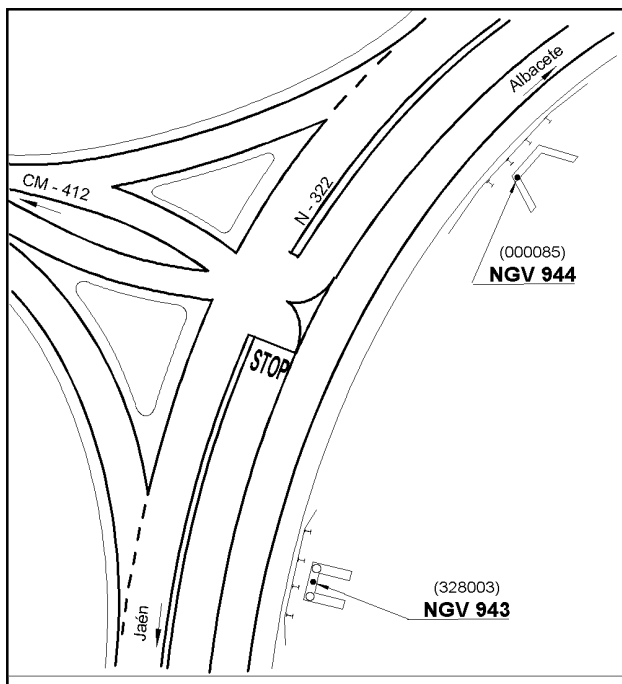 Albacete
CM - 412
N - 322
(000085)
NGV 944
STOP
(328003)
NGV 943
Jaén